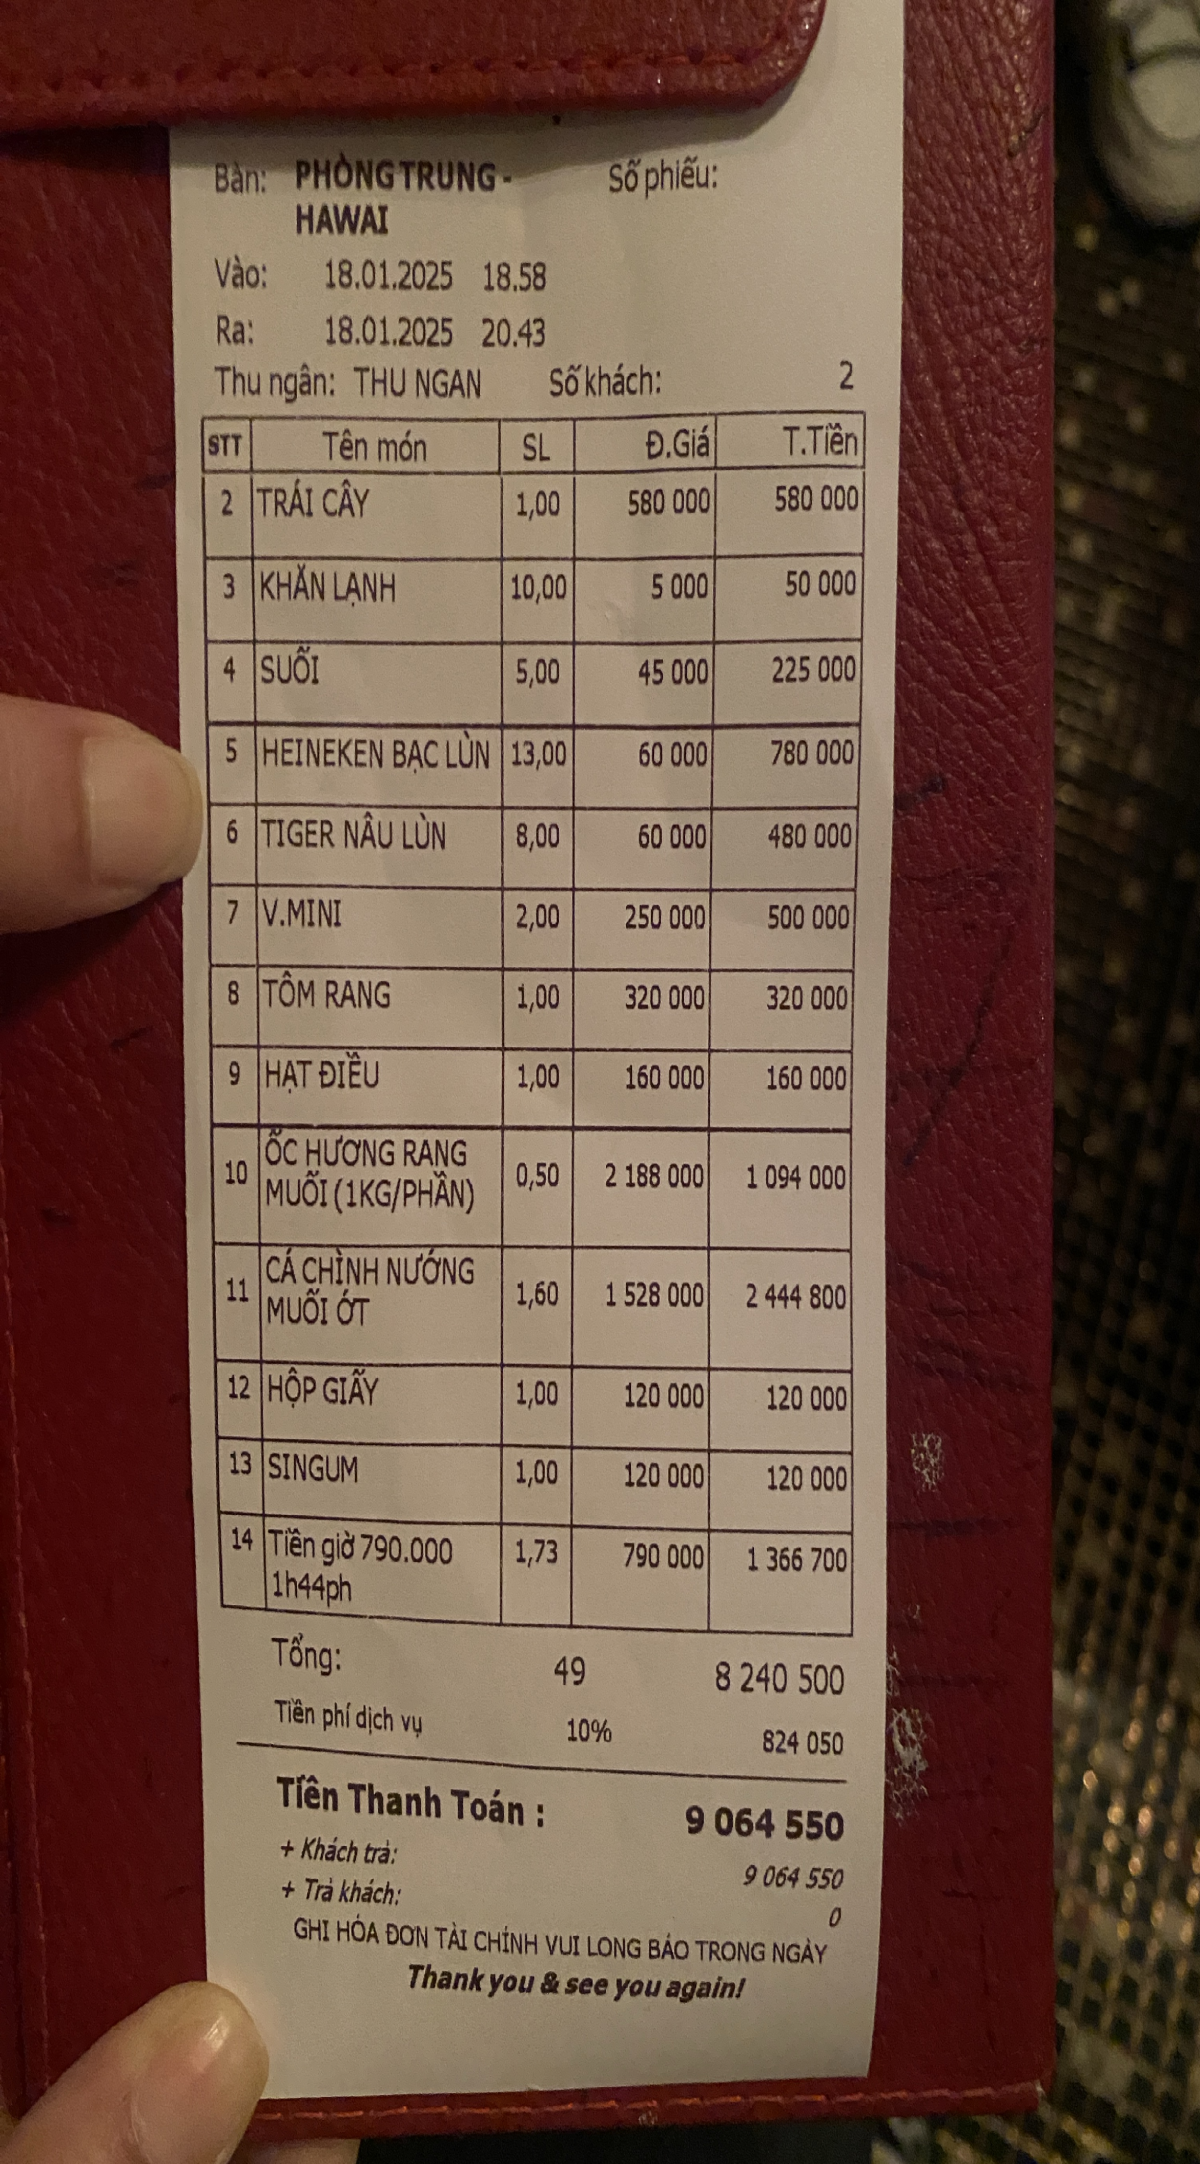 Bàn: PHÒNG TRUNG - Số phiếu:
HAWAI
Vào: 18.01.2025 18.58
Ra: 18.01.2025 20.43
Thu ngân: THU NGAN Số khách: 2
STT Tên món SL Đ.Giá T.Tiền
2 TRÁI CÂY 1,00 580 000 580 000
3 KHĂN LẠNH 10,00 5 000 50 000
4 SUỐI 5,00 45 000 225 000
5 HEINEKEN BẠC LÙN 13,00 60 000 780 000
6 TIGER NÂU LÙN 8,00 60 000 480 000
7 V.MINI 2,00 250 000 500 000
8 TÔM RANG 1,00 320 000 320 000
9 HẠT ĐIỀU 1,00 160 000 160 000
10 ỐC HƯƠNG RANG
MUỐI (1KG/PHẦN) 0,50 2 188 000 1 094 000
11 CÁ CHÌNH NƯỚNG
MUỐI ỚT 1,60 1 528 000 2 444 800
12 HỘP GIẤY 1,00 120 000 120 000
13 SINGUM 1,00 120 000 120 000
14 Tiền giờ 790.000 1,73 790 000 1 366 700
1h44ph
Tổng: 49 8 240 500
Tiền phí dịch vụ 10% 824 050
Tiền Thanh Toán : 9 064 550
+ Khách trả: 9 064 550
+ Trả khách: 0
GHI HÓA ĐƠN TÀI CHÍNH VUI LONG BÁO TRONG NGÀY
Thank you & see you again!